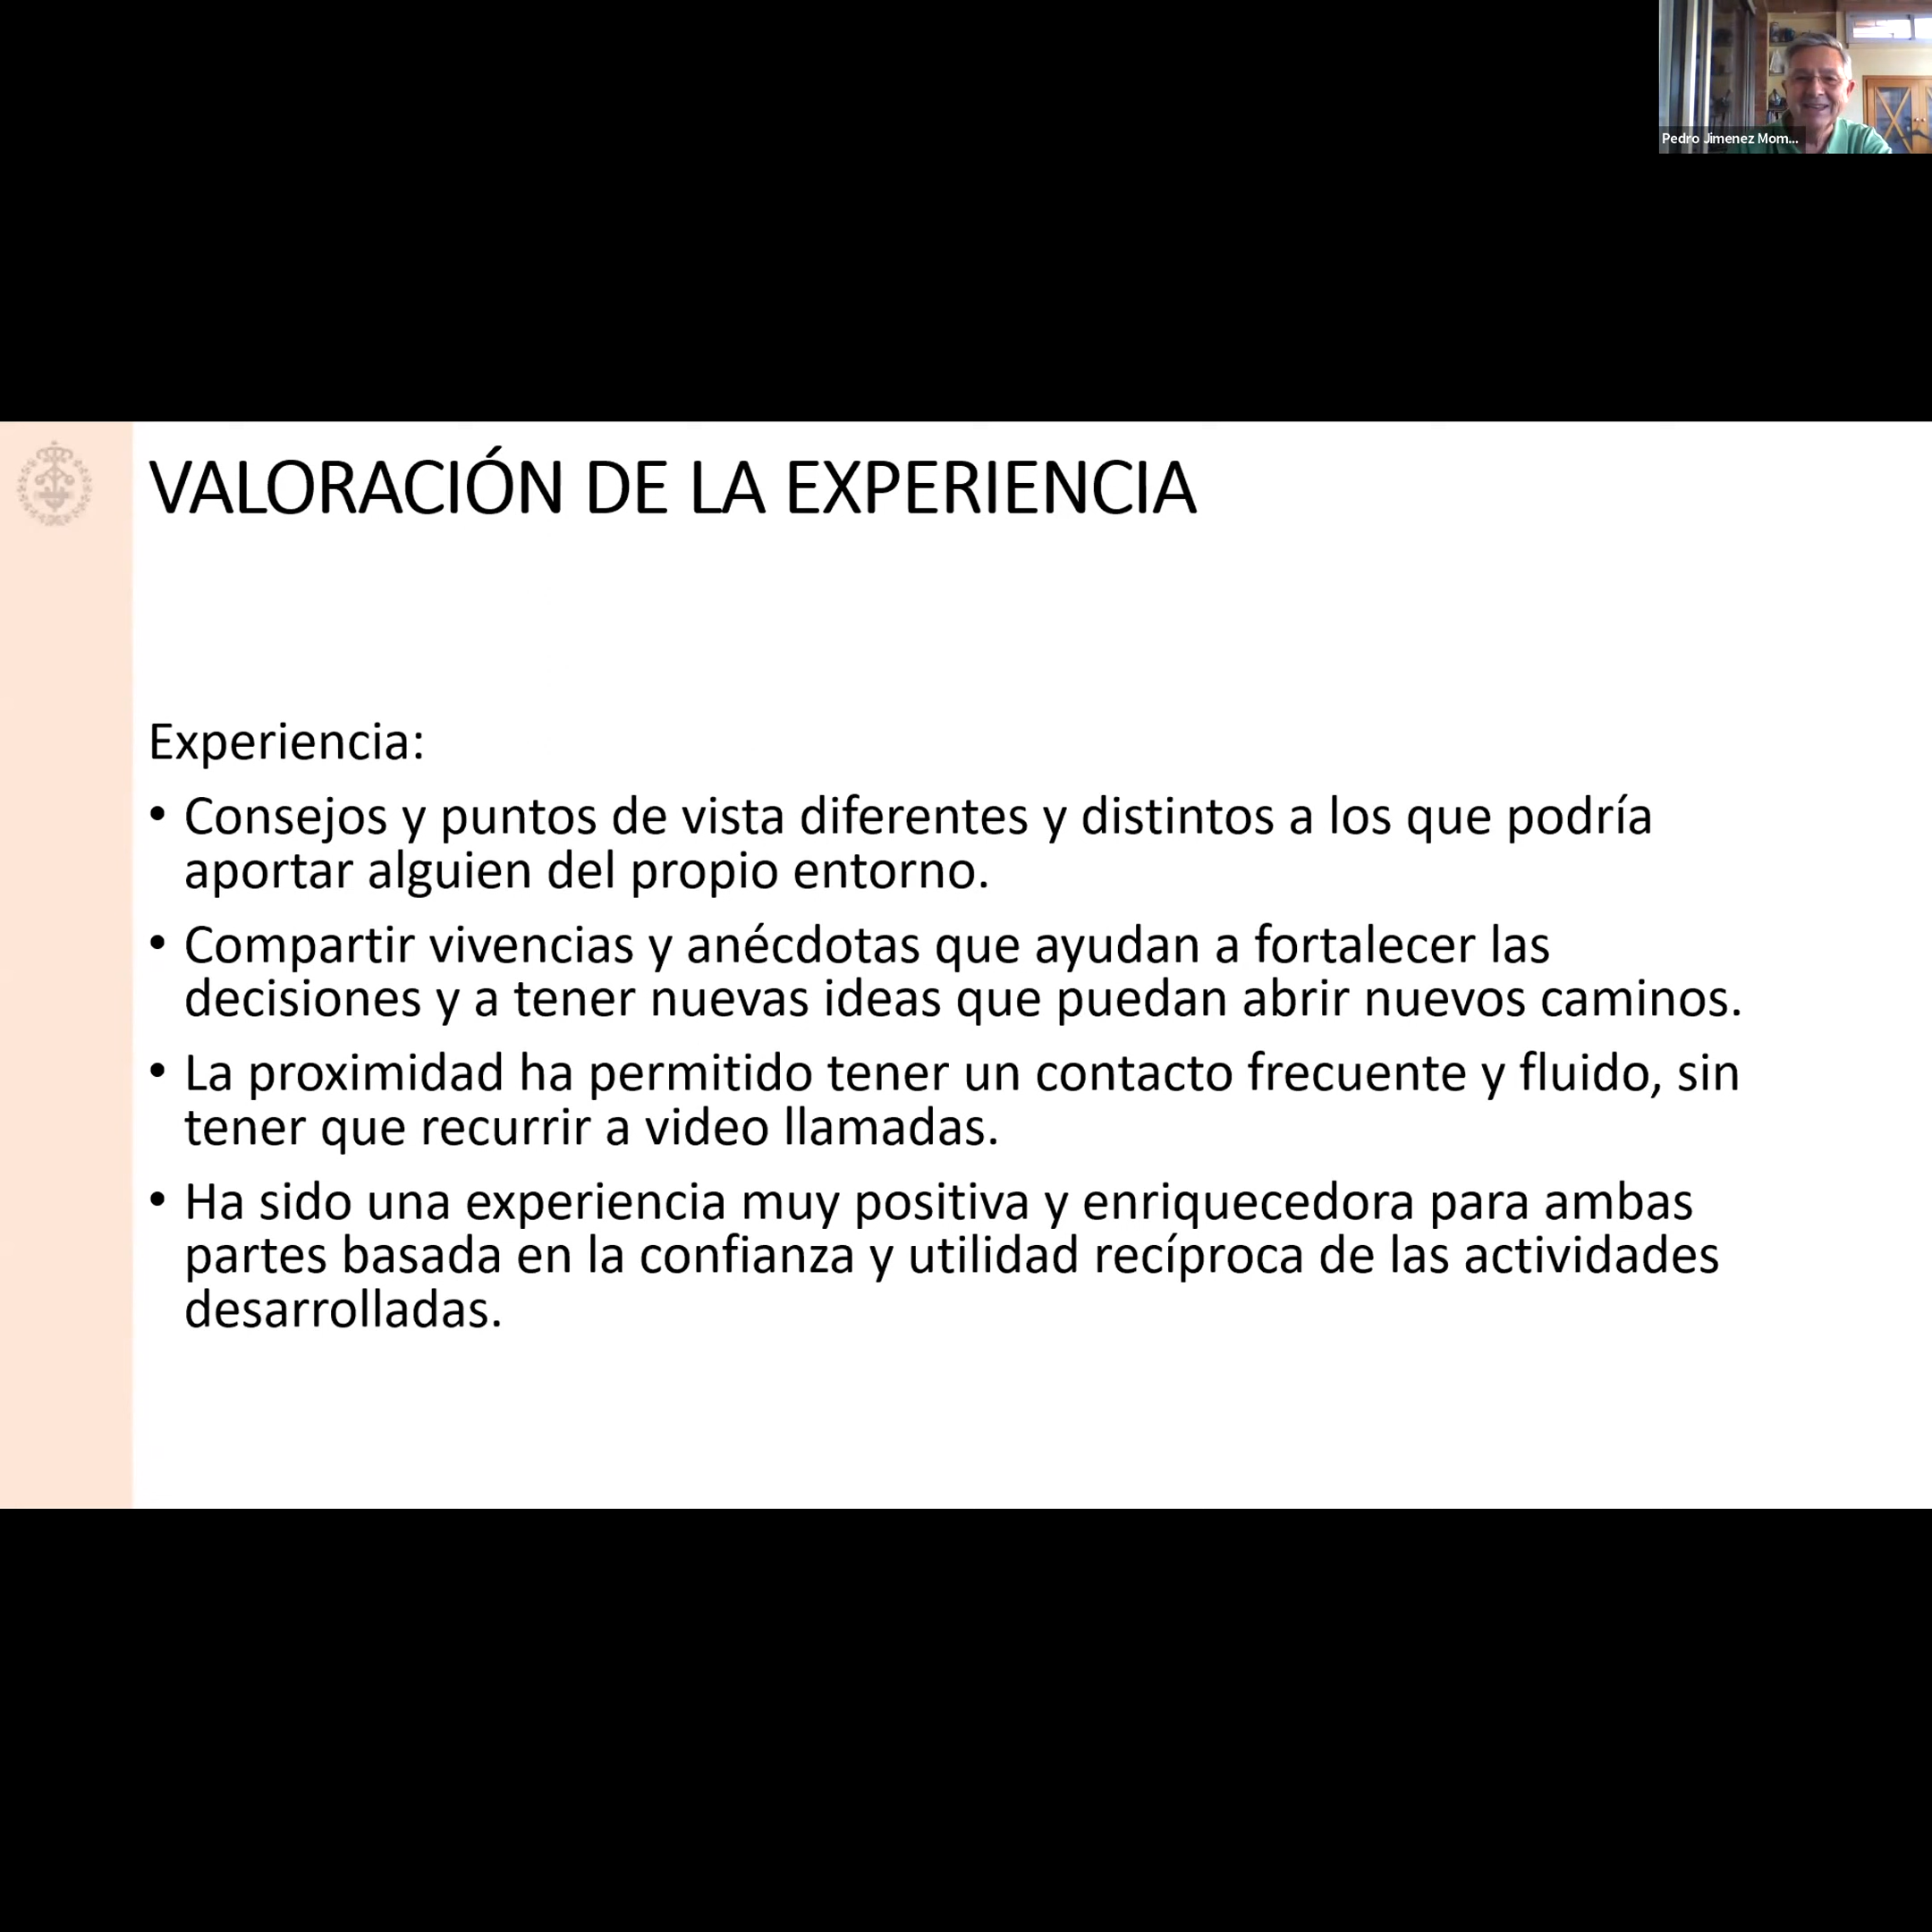 Pedro Jimenez Mom...
VALORACIÓN DE LA EXPERIENCIA
Experiencia:
• Consejos y puntos de vista diferentes y distintos a los que podría
aportar alguien del propio entorno.
• Compartir vivencias y anécdotas que ayudan a fortalecer las
decisiones y a tener nuevas ideas que puedan abrir nuevos caminos.
• La proximidad ha permitido tener un contacto frecuente y fluido, sin
tener que recurrir a video llamadas.
• Ha sido una experiencia muy positiva y enriquecedora para ambas
partes basada en la confianza y utilidad recíproca de las actividades
desarrolladas.